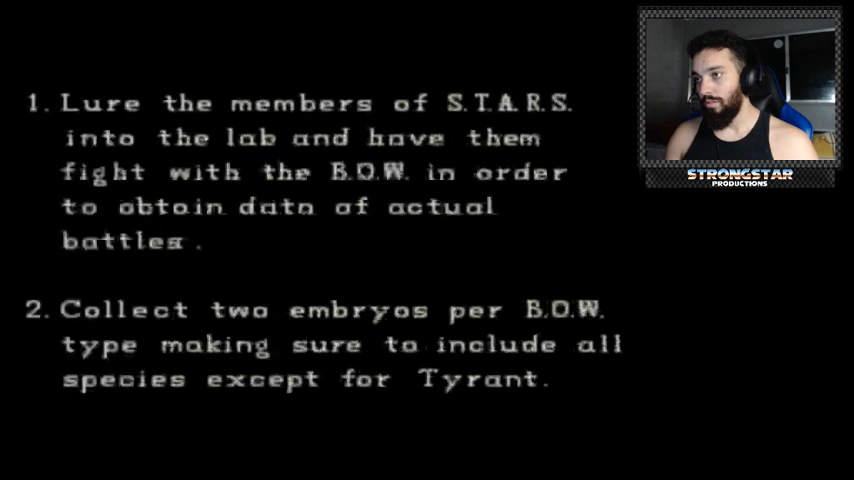 1. Lure the members of S.T.A.R.S.
into the lab and have them
fight with the B.O.W. in order
to obtain data of actual
battles.
2. Collect two embryos per B.O.W.
type making sure to include all
species except for Tyrant.
STRONGSTAR
PRODUCTIONS